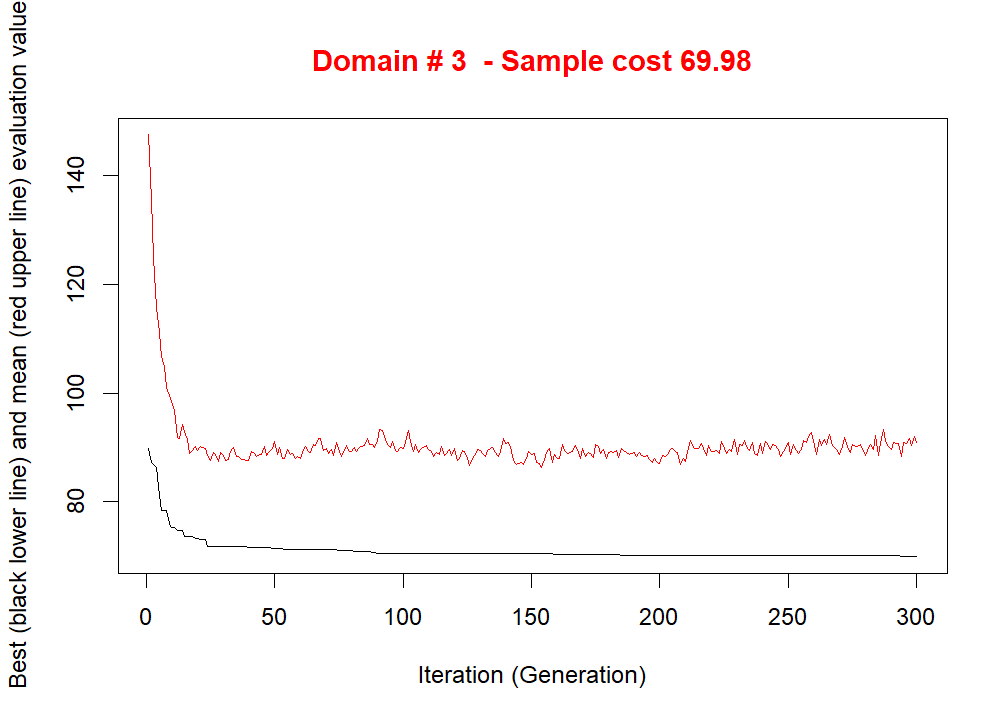 Domain # 3  - Sample cost 69.98
Best (black lower line) and mean (red upper line) evaluation value
140
120
100
80
0 50 100 150 200 250 300
Iteration (Generation)